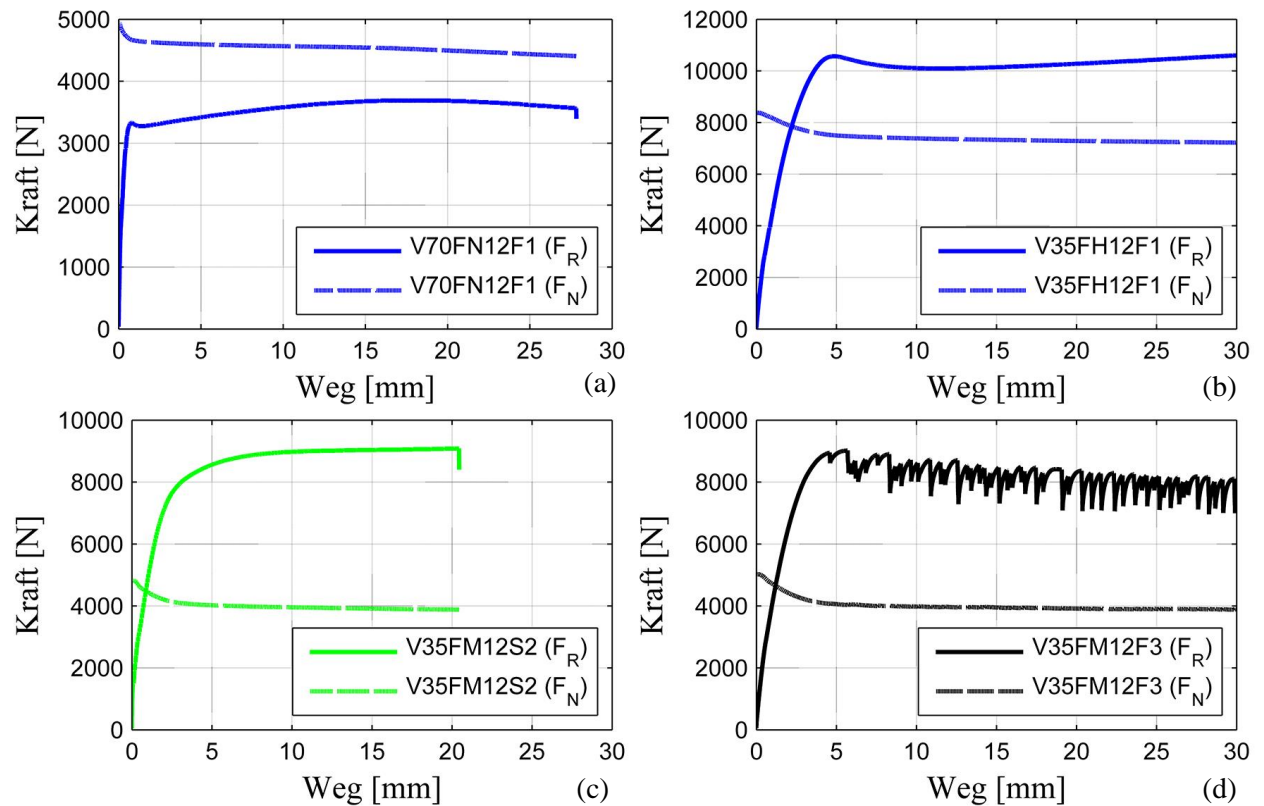 5000
4000
3000
2000
1000
0
Kraft [N]
V70FN12F1 (F_R)
V70FN12F1 (F_N)
0 5 10 15 20 25 30
Weg [mm]
(a)
12000
10000
8000
6000
4000
2000
0
Kraft [N]
V35FH12F1 (F_R)
V35FH12F1 (F_N)
0 5 10 15 20 25 30
Weg [mm]
(b)
10000
8000
6000
4000
2000
0
Kraft [N]
V35FM12S2 (F_R)
V35FM12S2 (F_N)
0 5 10 15 20 25 30
Weg [mm]
(c)
10000
8000
6000
4000
2000
0
Kraft [N]
V35FM12F3 (F_R)
V35FM12F3 (F_N)
0 5 10 15 20 25 30
Weg [mm]
(d)